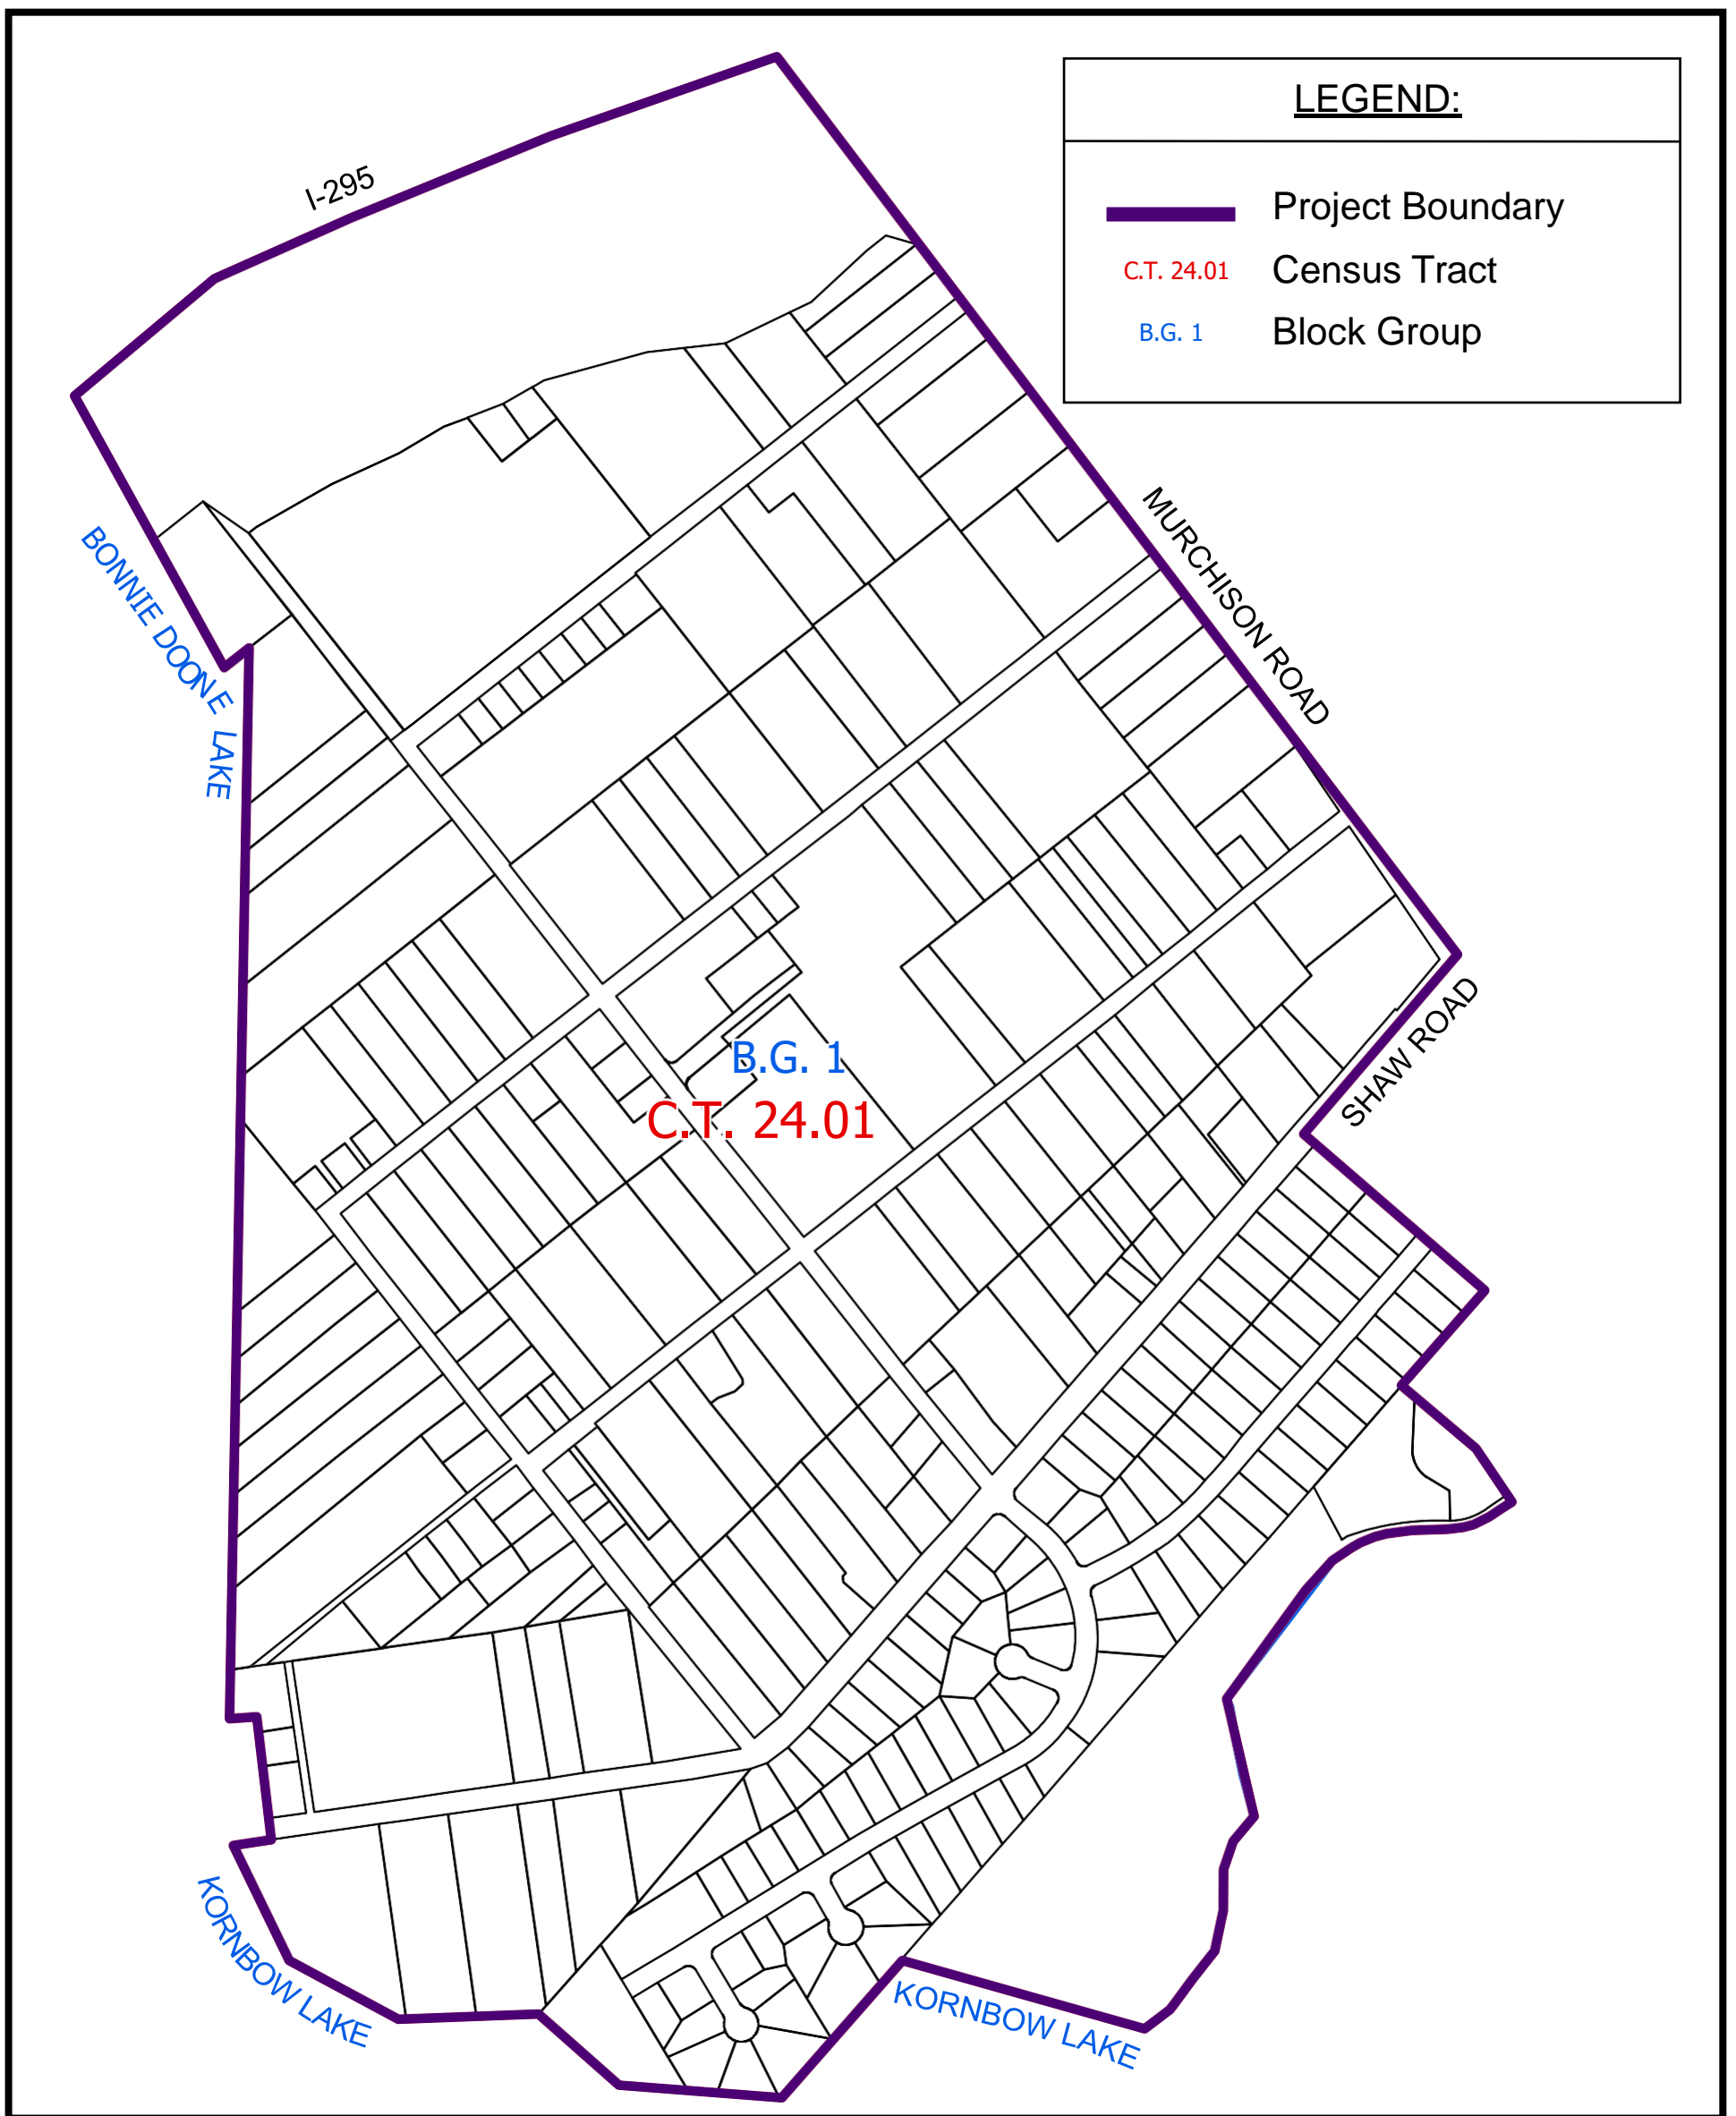 LEGEND:
Project Boundary
C.T. 24.01 Census Tract
B.G. 1 Block Group
I-295
BONNIE DOONE LAKE
MURCHISON ROAD
SHAW ROAD
B.G. 1
C.T. 24.01
KORNBOW LAKE
KORNBOW LAKE